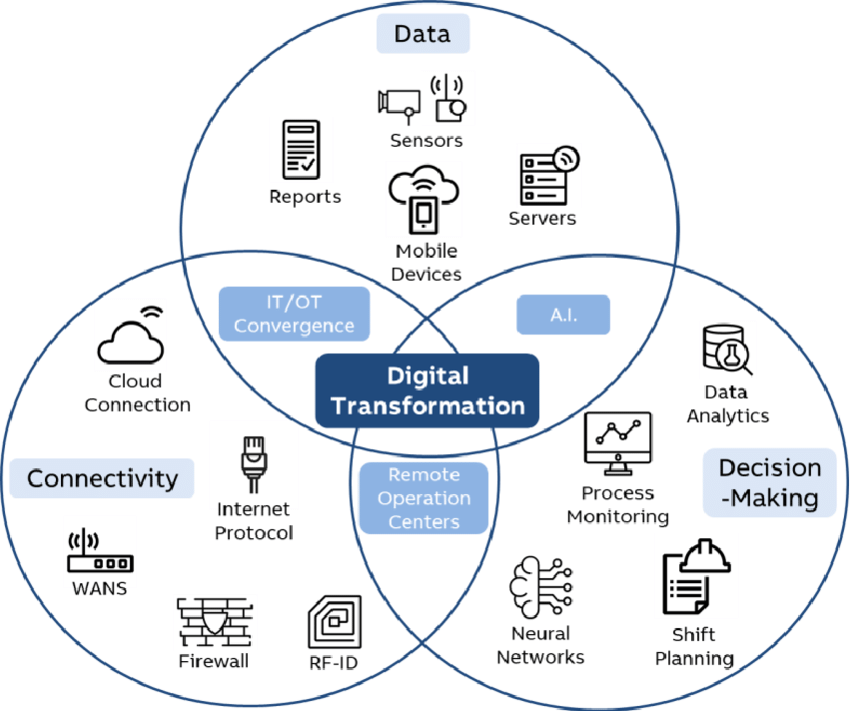 Data
Sensors
Reports
Servers
Mobile
Devices
IT/OT
Convergence
A.I.
Digital
Transformation
Cloud
Connection
Data
Analytics
Connectivity
Internet
Protocol
Remote
Operation
Centers
Process
Monitoring
Decision
-Making
WANS
Firewall
RF-ID
Neural
Networks
Shift
Planning